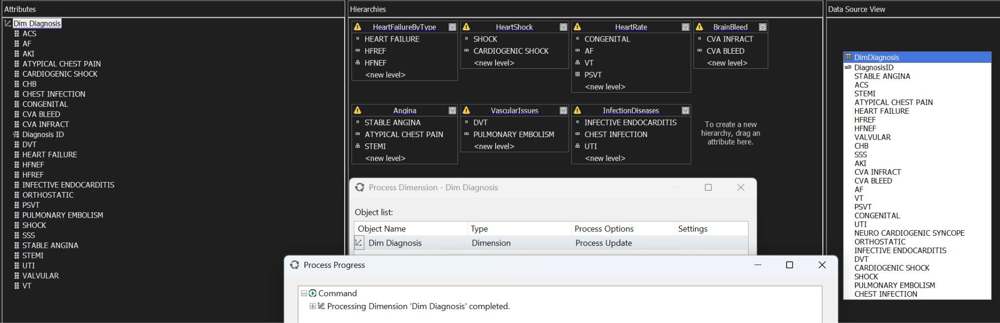 Attributes
Dim Diagnosis
ACS
AF
AKI
ATYPICAL CHEST PAIN
CARDIOGENIC SHOCK
CHB
CHEST INFECTION
CONGENITAL
CVA BLEED
CVA INFRACT
Diagnosis ID
DVT
HEART FAILURE
HFNEF
HFREF
INFECTIVE ENDOCARDITIS
ORTHOSTATIC
PSVT
PULMONARY EMBOLISM
SHOCK
SSS
STABLE ANGINA
STEMI
UTI
VALVULAR
VT
Hierarchies
HeartFailureByType
HEART FAILURE
HFREF
HFNEF
<new level>
HeartShock
SHOCK
CARDIOGENIC SHOCK
<new level>
HeartRate
CONGENITAL
AF
VT
PSVT
<new level>
BrainBleed
CVA INFRACT
CVA BLEED
<new level>
Angina
STABLE ANGINA
ATYPICAL CHEST PAIN
STEMI
<new level>
VascularIssues
DVT
PULMONARY EMBOLISM
<new level>
InfectionDiseases
INFECTIVE ENDOCARDITIS
CHEST INFECTION
UTI
<new level>
To create a new
hierarchy, drag an
attribute here.
Process Dimension - Dim Diagnosis
Object list:
Object Name Type Process Options Settings
Dim Diagnosis Dimension Process Update
Process Progress
Command
Processing Dimension 'Dim Diagnosis' completed.
Data Source View
DimDiagnosis
DiagnosisID
STABLE ANGINA
ACS
STEMI
ATYPICAL CHEST PAIN
HEART FAILURE
HFREF
HFNEF
VALVULAR
CHB
SSS
AKI
CVA INFRACT
CVA BLEED
AF
VT
PSVT
CONGENITAL
UTI
NEURO CARDIOGENIC SYNCOPE
ORTHOSTATIC
INFECTIVE ENDOCARDITIS
DVT
CARDIOGENIC SHOCK
SHOCK
PULMONARY EMBOLISM
CHEST INFECTION